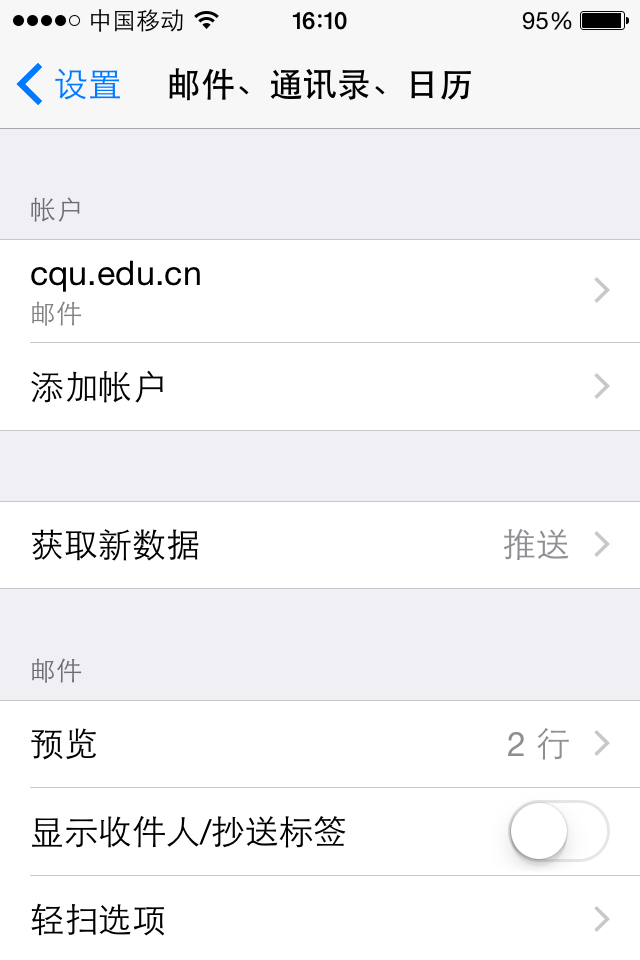 中国移动 16:10 95%
设置 邮件、通讯录、日历
帐户
cqu.edu.cn
邮件
添加帐户
获取新数据 推送
邮件
预览 2 行
显示收件人/抄送标签
轻扫选项